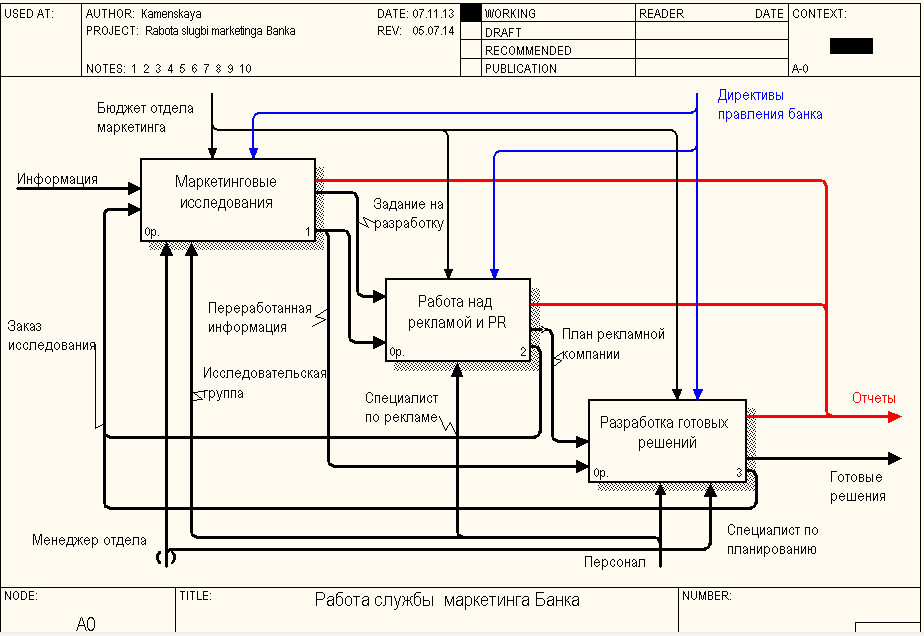 USED AT:
AUTHOR: Kamenskaya
DATE: 07.11.13
WORKING
READER
DATE
CONTEXT:
PROJECT: Rabota slugbi marketinga Banka
REV: 05.07.14
DRAFT
RECOMMENDED
NOTES: 1 2 3 4 5 6 7 8 9 10
PUBLICATION
A-0
Бюджет отдела
маркетинга
Директивы
правления банка
Информация
Маркетинговые
исследования
0р.
1
Задание на
разработку
Переработанная
информация
Работа над
рекламой и PR
0р.
2
Заказ
исследования
План рекламной
компании
Исследовательская
группа
Специалист
по рекламе
Отчеты
Разработка готовых
решений
0р.
3
Готовые
решения
Менеджер отдела
Специалист по
планированию
Персонал
NODE:
A0
TITLE:
Работа службы маркетинга Банка
NUMBER: